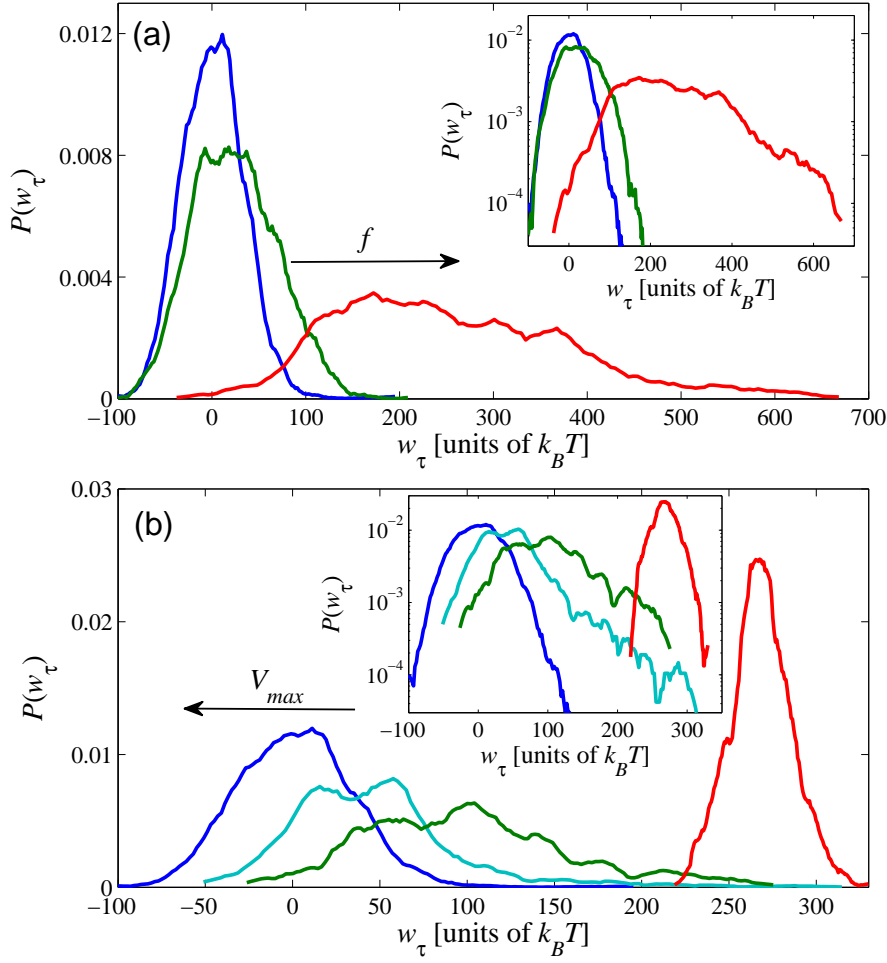 (a)
0.012
0.008
0.004
0
P(w_τ)
f
−100 0 100 200 300 400 500 600 700
w_τ [units of k_BT]
10^−2
10^−3
10^−4
P(w_τ)
0 200 400 600
w_τ [units of k_BT]
(b)
0.03
0.02
0.01
0
P(w_τ)
V_max
−100 −50 0 50 100 150 200 250 300
w_τ [units of k_BT]
10^−2
10^−3
10^−4
P(w_τ)
−100 0 100 200 300
w_τ [units of k_BT]